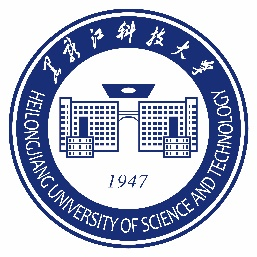 黑龙江科技大学
HEILONGJIANG UNIVERSITY OF SCIENCE AND TECHNOLOGY
1947